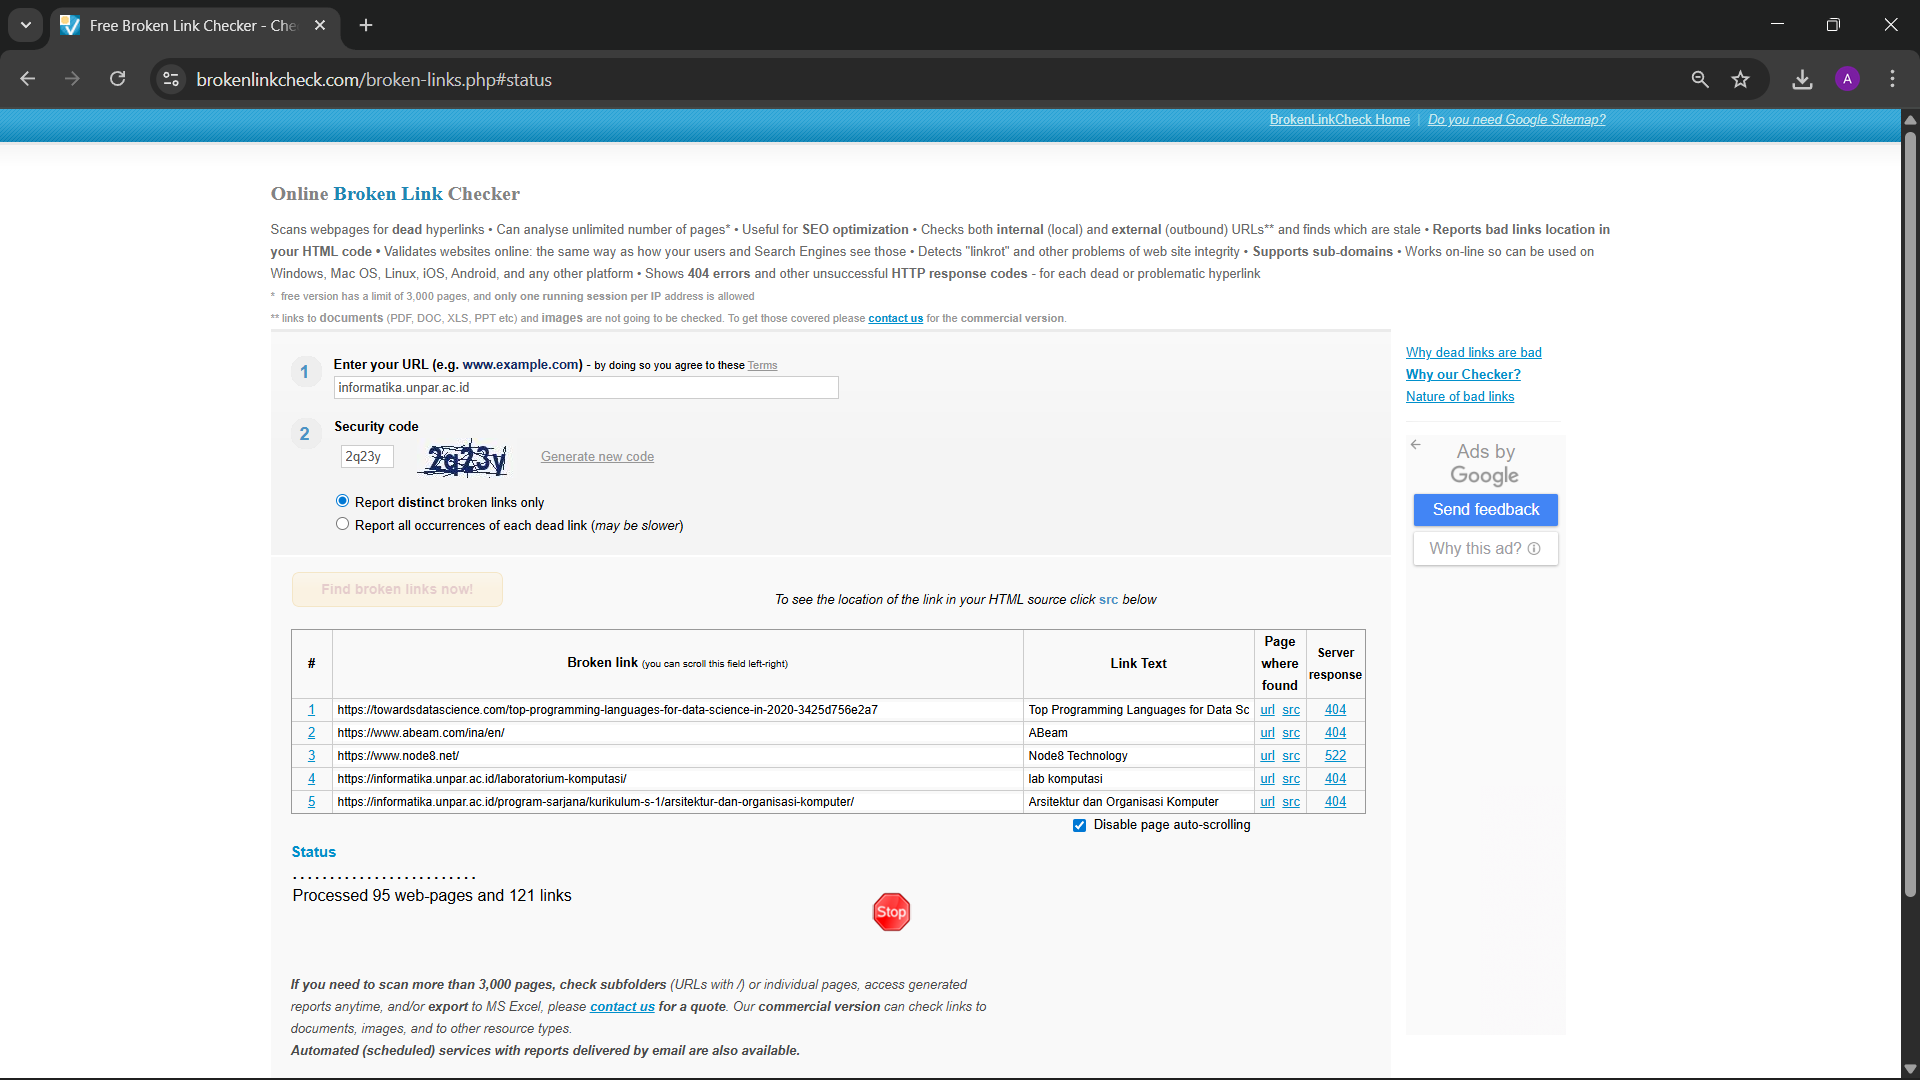 Free Broken Link Checker - Che
brokenlinkcheck.com/broken-links.php#status
A
BrokenLinkCheck Home | Do you need Google Sitemap?
Online Broken Link Checker
Scans webpages for dead hyperlinks • Can analyse unlimited number of pages* • Useful for SEO optimization • Checks both internal (local) and external (outbound) URLs** and finds which are stale • Reports bad links location in
your HTML code • Validates websites online: the same way as how your users and Search Engines see those • Detects "linkrot" and other problems of web site integrity • Supports sub-domains • Works on-line so can be used on
Windows, Mac OS, Linux, iOS, Android, and any other platform • Shows 404 errors and other unsuccessful HTTP response codes - for each dead or problematic hyperlink
* free version has a limit of 3,000 pages, and only one running session per IP address is allowed
** links to documents (PDF, DOC, XLS, PPT etc) and images are not going to be checked. To get those covered please contact us for the commercial version.
1 Enter your URL (e.g. www.example.com) - by doing so you agree to these Terms
informatika.unpar.ac.id
2 Security code
2q23y 2q23y Generate new code
Report distinct broken links only
Report all occurrences of each dead link (may be slower)
Find broken links now!
To see the location of the link in your HTML source click src below
# Broken link (you can scroll this field left-right) Link Text Page where found Server response
1 https://towardsdatascience.com/top-programming-languages-for-data-science-in-2020-3425d756e2a7 Top Programming Languages for Data Sc url src 404
2 https://www.abeam.com/ina/en/ ABeam url src 404
3 https://www.node8.net/ Node8 Technology url src 522
4 https://informatika.unpar.ac.id/laboratorium-komputasi/ lab komputasi url src 404
5 https://informatika.unpar.ac.id/program-sarjana/kurikulum-s-1/arsitektur-dan-organisasi-komputer/ Arsitektur dan Organisasi Komputer url src 404
Disable page auto-scrolling
Status
.........................
Processed 95 web-pages and 121 links
Stop
If you need to scan more than 3,000 pages, check subfolders (URLs with /) or individual pages, access generated
reports anytime, and/or export to MS Excel, please contact us for a quote. Our commercial version can check links to
documents, images, and to other resource types.
Automated (scheduled) services with reports delivered by email are also available.
Why dead links are bad
Why our Checker?
Nature of bad links
Ads by
Google
Send feedback
Why this ad?